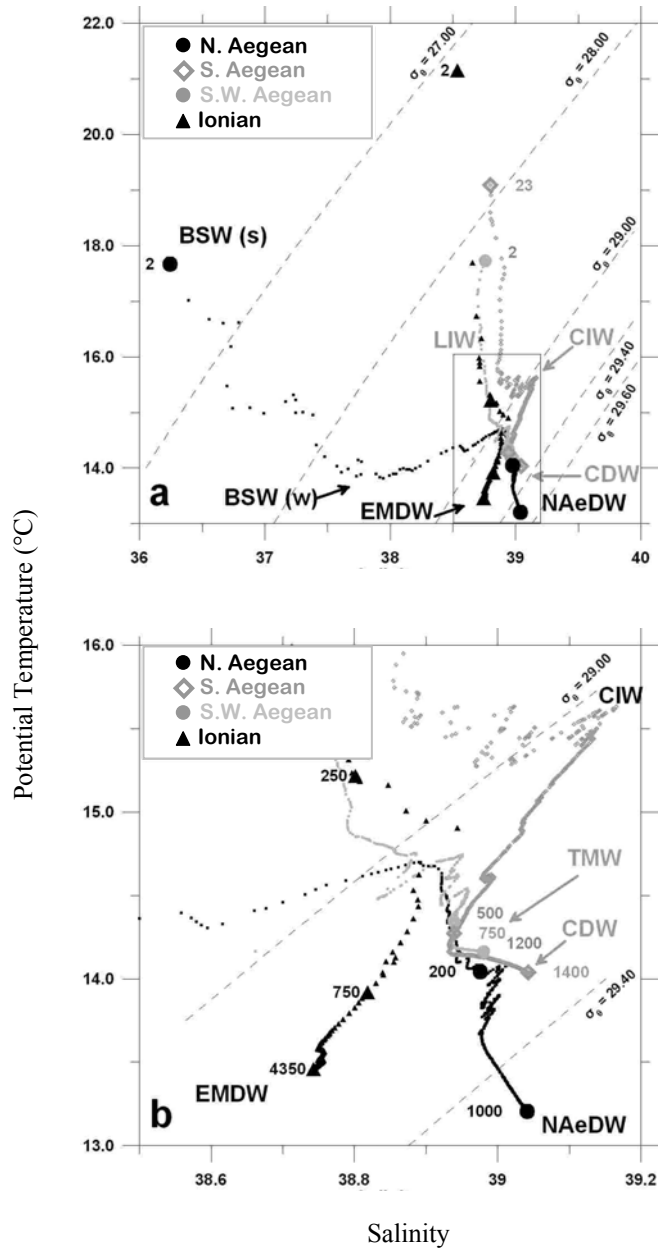 22.0
N. Aegean
S. Aegean
S.W. Aegean
Ionian
2
σθ = 27.00
σθ = 28.00
20.0
23
18.0
BSW (s)
2
2
σθ = 29.00
16.0
LIW
CIW
σθ = 29.40
σθ = 29.60
14.0
a
BSW (w)
EMDW
CDW
NAeDW
36
37
38
39
40
Potential Temperature (°C)
16.0
N. Aegean
S. Aegean
S.W. Aegean
Ionian
σθ = 29.00
CIW
250
15.0
TMW
500
750
1200
CDW
14.0
200
1400
750
σθ = 29.40
4350
EMDW
b
1000
NAeDW
13.0
38.6
38.8
39
39.2
Salinity